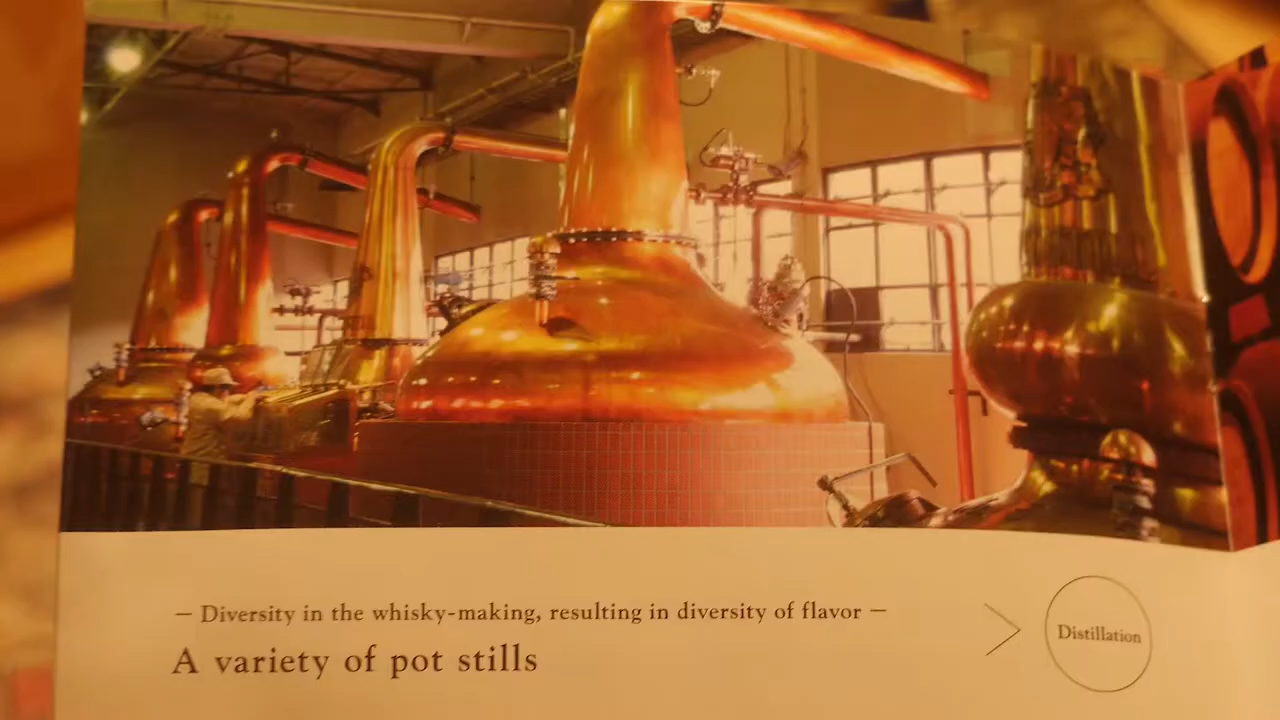 — Diversity in the whisky-making, resulting in diversity of flavor —
A variety of pot stills
Distillation